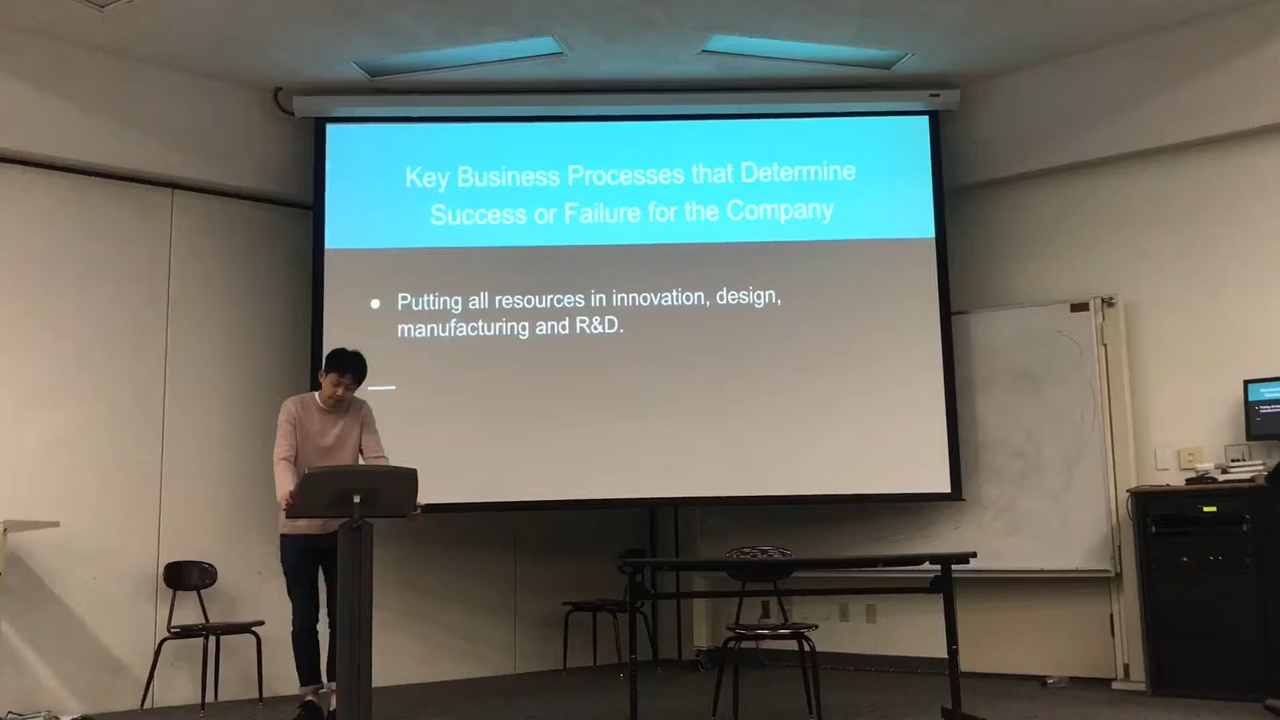 Key Business Processes that Determine
Success or Failure for the Company
● Putting all resources in innovation, design,
manufacturing and R&D.